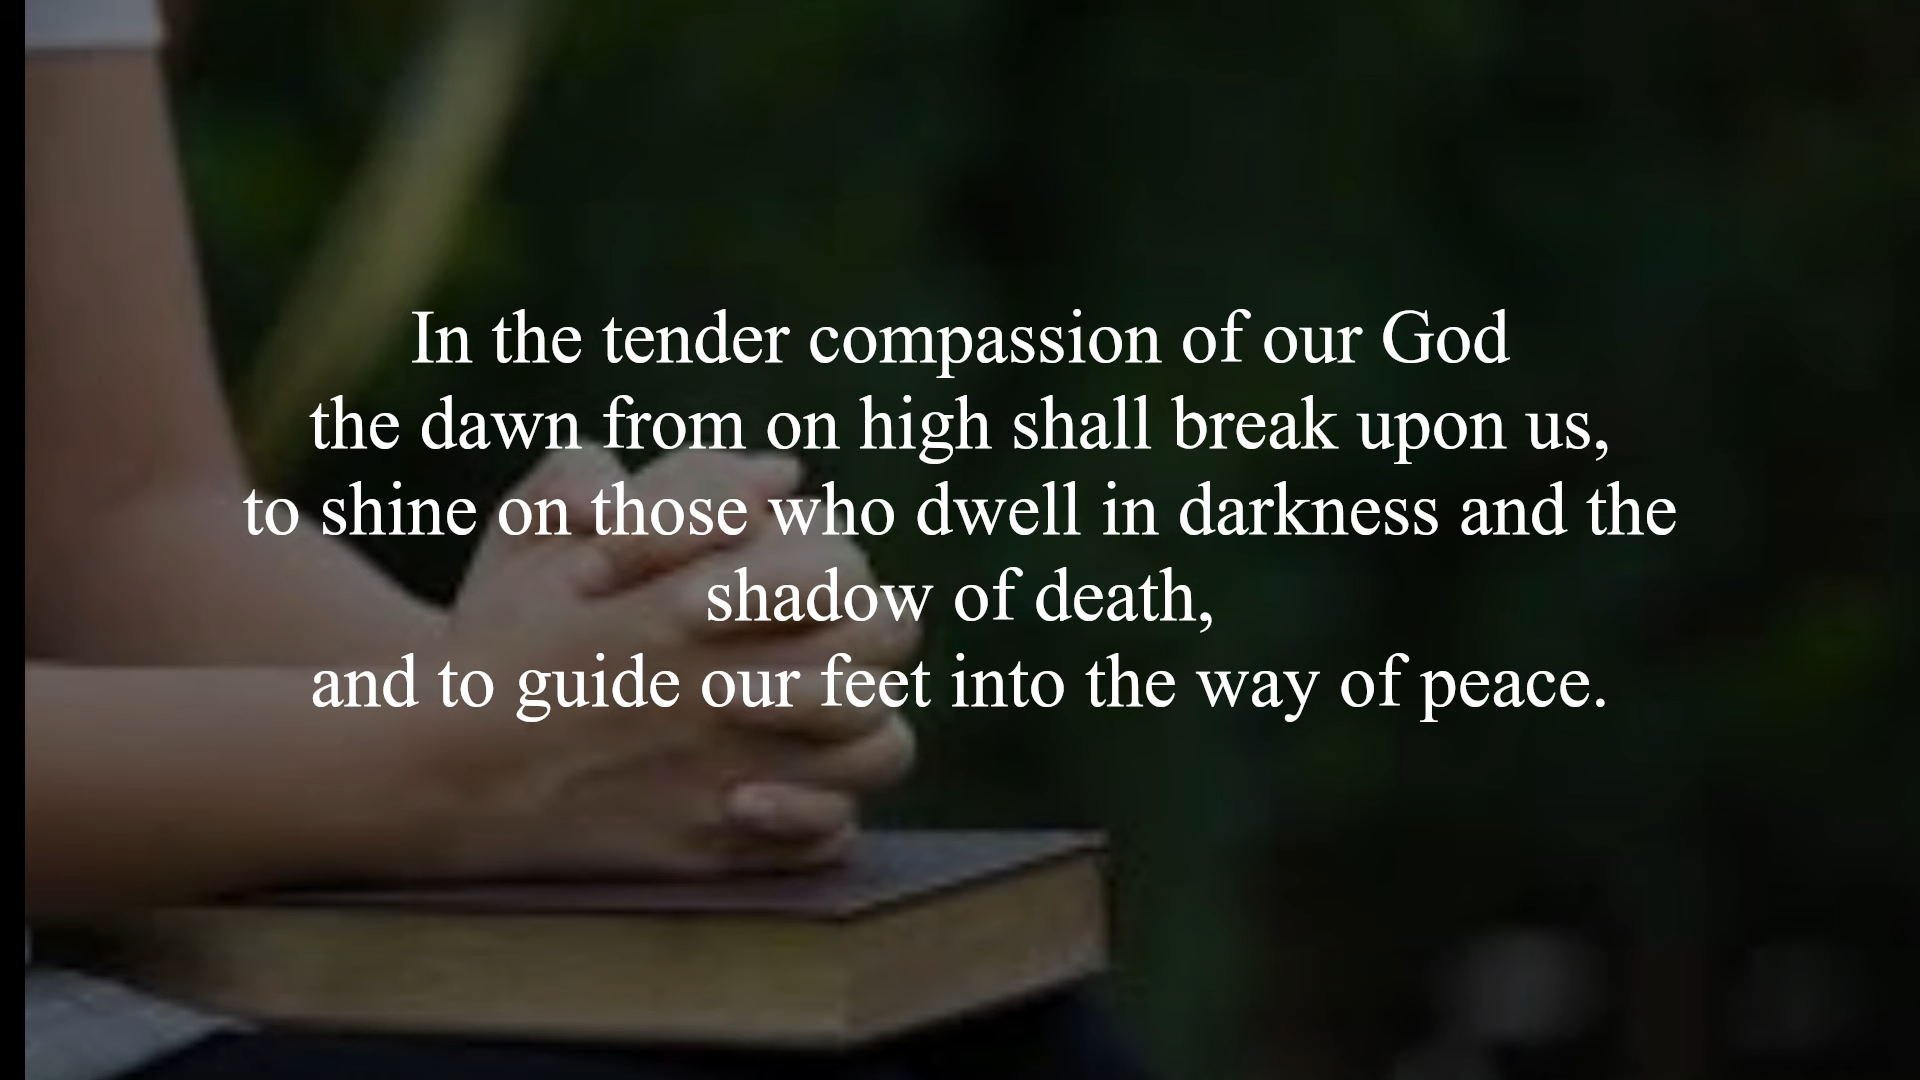 In the tender compassion of our God
the dawn from on high shall break upon us,
to shine on those who dwell in darkness and the
shadow of death,
and to guide our feet into the way of peace.